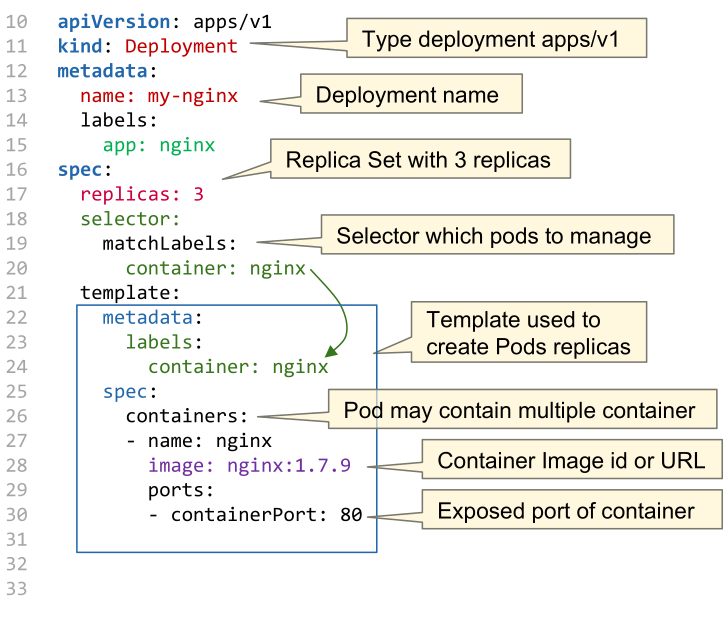 10 apiVersion: apps/v1
11 kind: Deployment
Type deployment apps/v1
12 metadata:
13 name: my-nginx
Deployment name
14 labels:
15 app: nginx
16 spec:
Replica Set with 3 replicas
17 replicas: 3
18 selector:
19 matchLabels:
Selector which pods to manage
20 container: nginx
21 template:
22 metadata:
Template used to
create Pods replicas
23 labels:
24 container: nginx
25 spec:
26 containers:
Pod may contain multiple container
27 - name: nginx
28 image: nginx:1.7.9
Container Image id or URL
29 ports:
30 - containerPort: 80
Exposed port of container
31
32
33